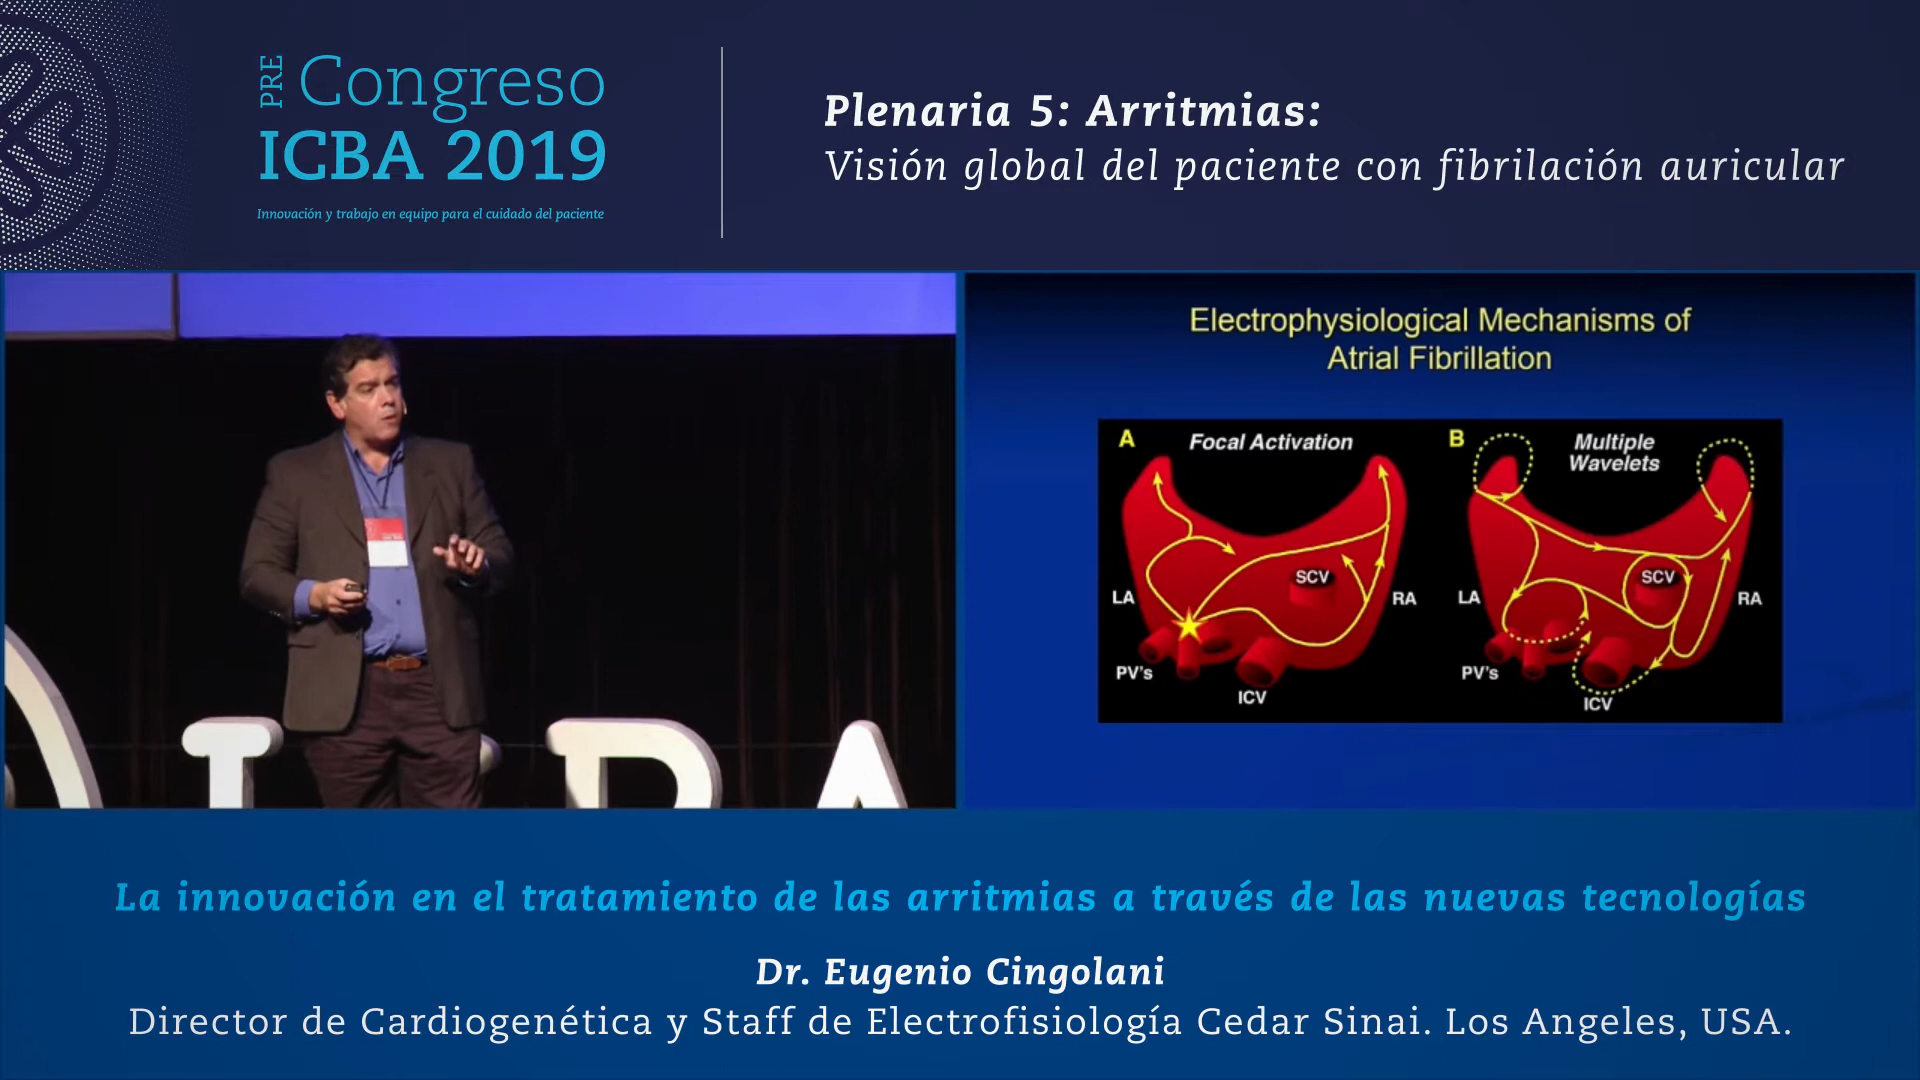 PRE Congreso
ICBA 2019
Innovación y trabajo en equipo para el cuidado del paciente
Plenaria 5: Arritmias:
Visión global del paciente con fibrilación auricular
Electrophysiological Mechanisms of
Atrial Fibrillation
A
Focal Activation
SCV
LA
RA
PV's
ICV
B
Multiple
Wavelets
SCV
LA
RA
PV's
ICV
La innovación en el tratamiento de las arritmias a través de las nuevas tecnologías
Dr. Eugenio Cingolani
Director de Cardiogenética y Staff de Electrofisiología Cedar Sinai. Los Angeles, USA.